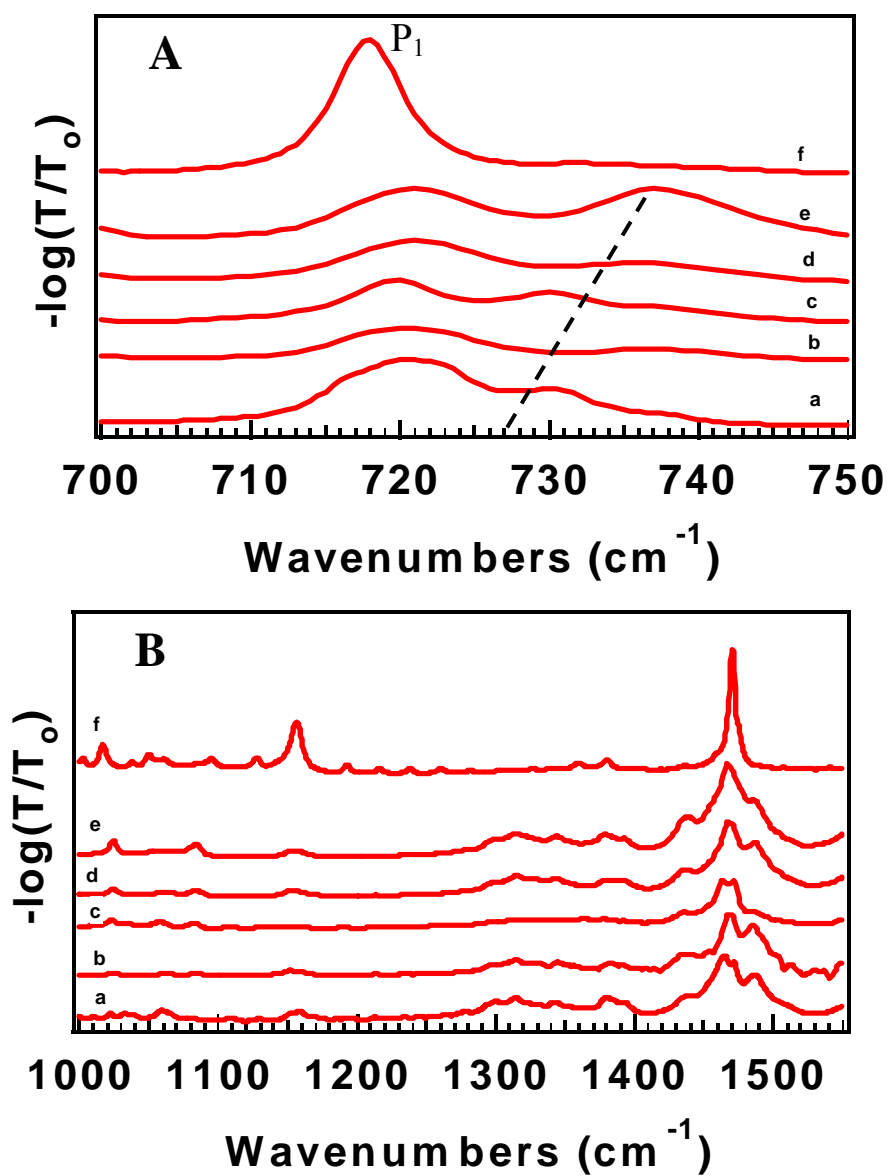 A
P₁
-log(T/Tₒ)
f
e
d
c
b
a
700 710 720 730 740 750
Wavenumbers (cm⁻¹)
B
-log(T/Tₒ)
f
e
d
c
b
a
1000 1100 1200 1300 1400 1500
Wavenumbers (cm⁻¹)